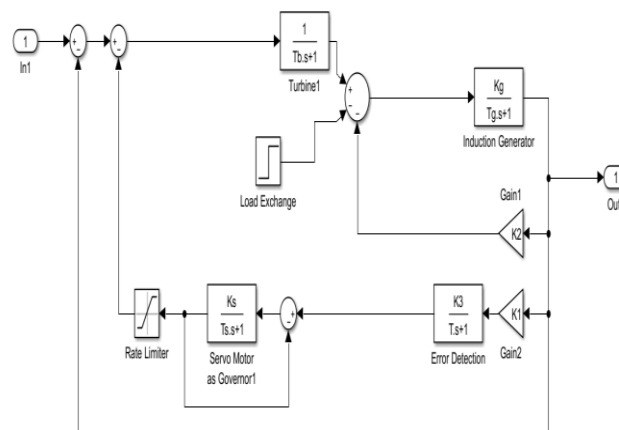 1
In1
1
Tb.s+1
Turbine1
Load Exchange
Kg
Tg.s+1
Induction Generator
1
Out
Gain1
K2
Rate Limiter
Ks
Ts.s+1
Servo Motor
as Governor1
K3
T.s+1
Error Detection
K1
Gain2